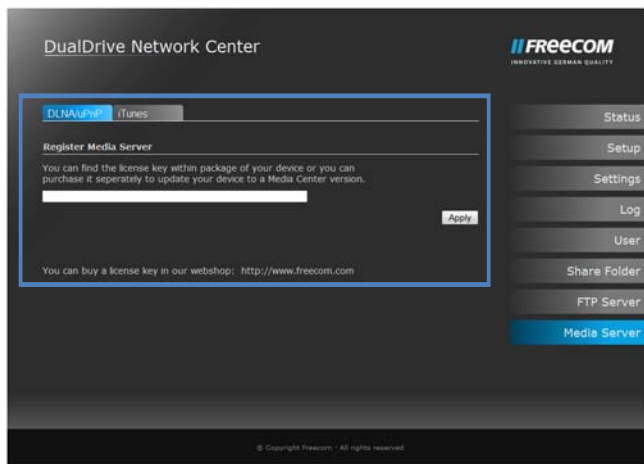 DualDrive Network Center
FREECOM
INNOVATIVE GERMAN QUALITY
DLNA/uPnP iTunes
Register Media Server
You can find the license key within package of your device or you can
purchase it seperately to update your device to a Media Center version.
Apply
You can buy a license key in our webshop: http://www.freecom.com
Status
Setup
Settings
Log
User
Share Folder
FTP Server
Media Server
© Copyright Freecom - All rights reserved